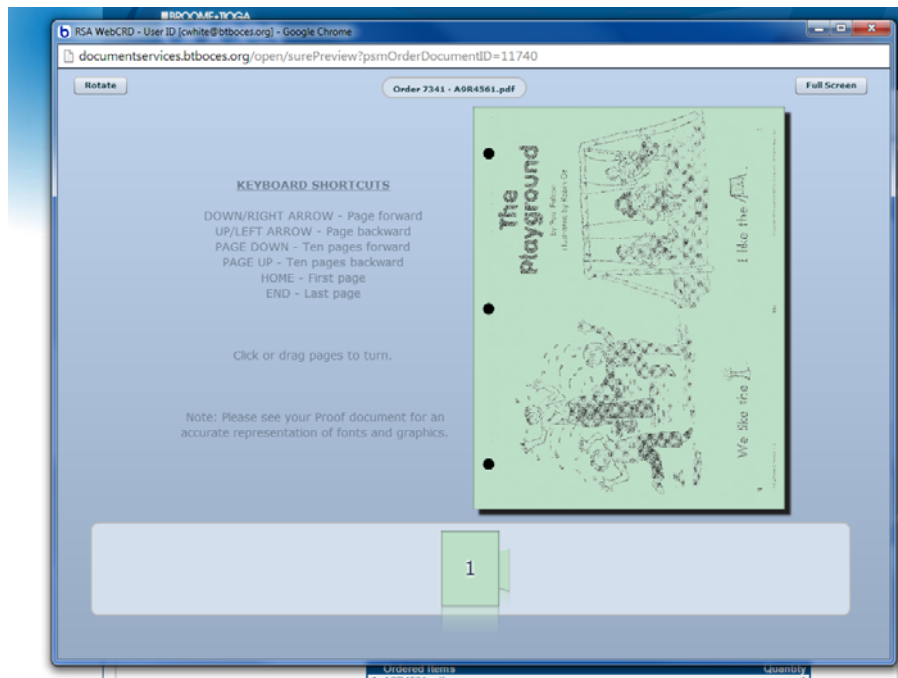 BROOME-TIOGA
RSA WebCRD - User ID [cwhite@btboces.org] - Google Chrome
documentservices.btboces.org/open/surePreview?psmOrderDocumentID=11740
Rotate
Order 7341 - A9R4561.pdf
Full Screen
KEYBOARD SHORTCUTS
DOWN/RIGHT ARROW - Page forward
UP/LEFT ARROW - Page backward
PAGE DOWN - Ten pages forward
PAGE UP - Ten pages backward
HOME - First page
END - Last page
Click or drag pages to turn.
Note: Please see your Proof document for an
accurate representation of fonts and graphics.
The
Playground
I like the
We like the
1
Ordered Items
Quantity